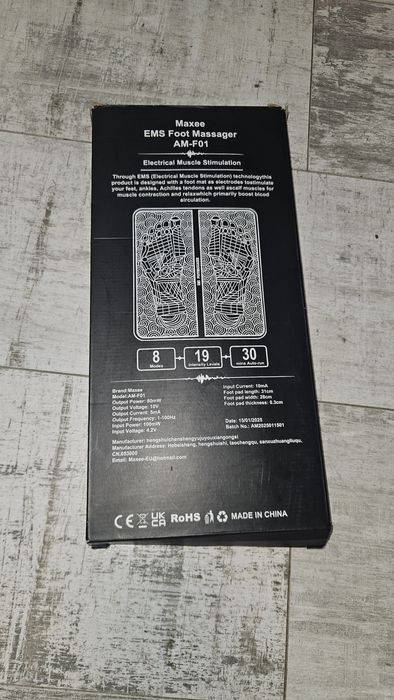 Maxee
EMS Foot Massager
AM-F01
Electrical Muscle Stimulation
Through EMS (Electrical Muscle Stimulation) technologythis
product is designed with a foot mat as electrodes tostimulate
your feet, ankles, Achilles tendons as well ascalf muscles for
muscle contraction and relaxwhich primarily boost blood
airculation.
8
Modes
19
Intensity Levels
30
mins Auto-run
Brand:Maxee
Model:AM-F01
Output Power: 80mW
Output Voltage: 10V
Output Current: 5mA
Output Frequency: 1-100Hz
Input Power: 100mW
Input Voltage: 4.2V
Input Current: 10mA
Foot pad length: 31cm
Foot pad width: 28cm
Foot pad thickness: 0.3cm
Date: 15/01/2025
Batch No.: AM2025011501
Manufacturer: hengshuichenshengyujuyouxiangongsi
Manufacturer Address: Hebeisheng, hengshuishi, taochengqu, sanxuzhuangliuqu,
CN,053000
Email: Maxee-EU@hotmail.com
CE
UK
CA
RoHS
MADE IN CHINA